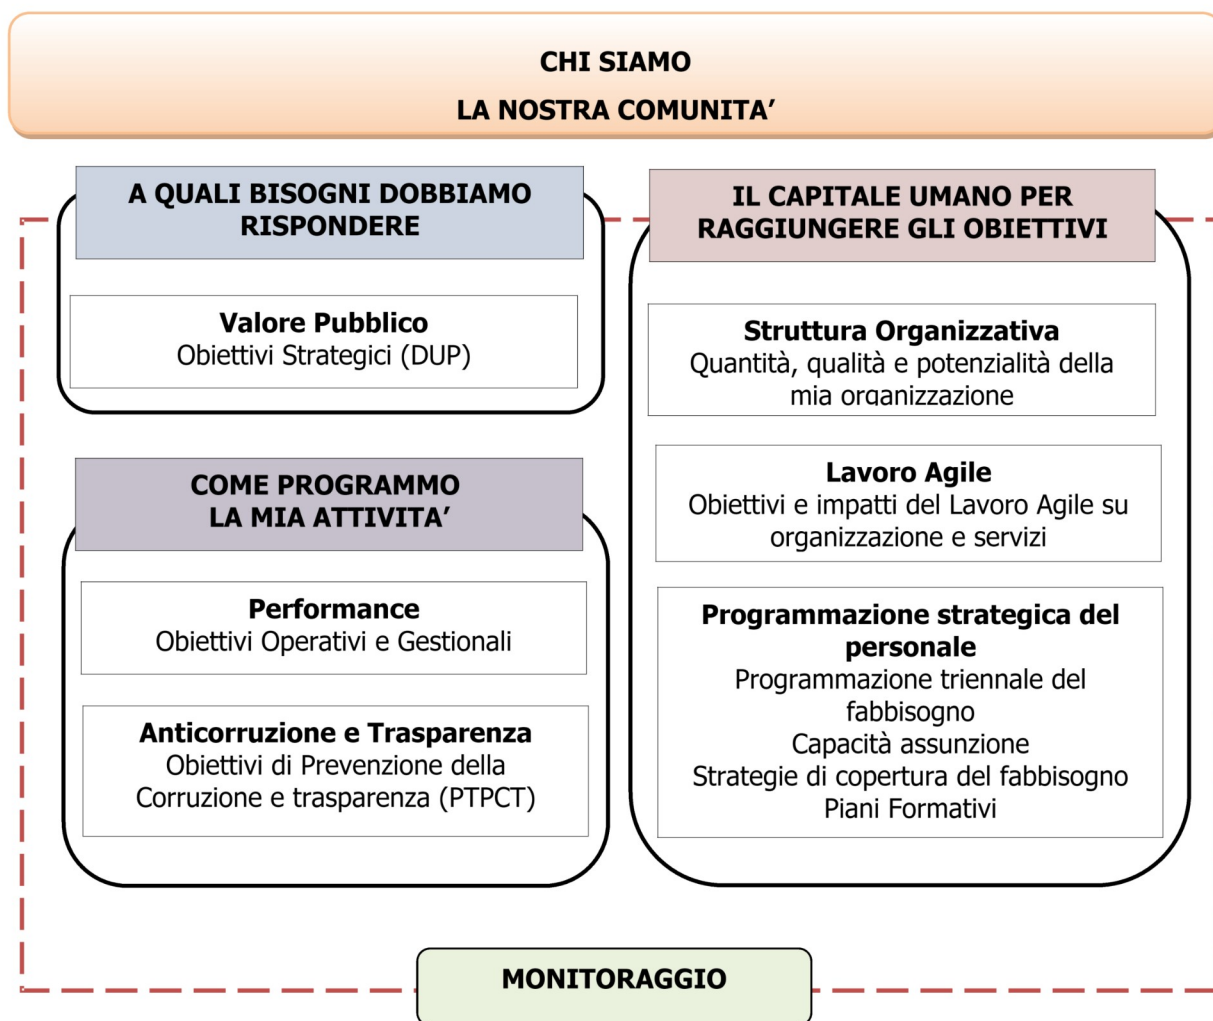 CHI SIAMO
LA NOSTRA COMUNITA’
A QUALI BISOGNI DOBBIAMO
RISPONDERE
Valore Pubblico
Obiettivi Strategici (DUP)
COME PROGRAMMO
LA MIA ATTIVITA’
Performance
Obiettivi Operativi e Gestionali
Anticorruzione e Trasparenza
Obiettivi di Prevenzione della
Corruzione e trasparenza (PTPCT)
IL CAPITALE UMANO PER
RAGGIUNGERE GLI OBIETTIVI
Struttura Organizzativa
Quantità, qualità e potenzialità della
mia organizzazione
Lavoro Agile
Obiettivi e impatti del Lavoro Agile su
organizzazione e servizi
Programmazione strategica del
personale
Programmazione triennale del
fabbisogno
Capacità assunzione
Strategie di copertura del fabbisogno
Piani Formativi
MONITORAGGIO